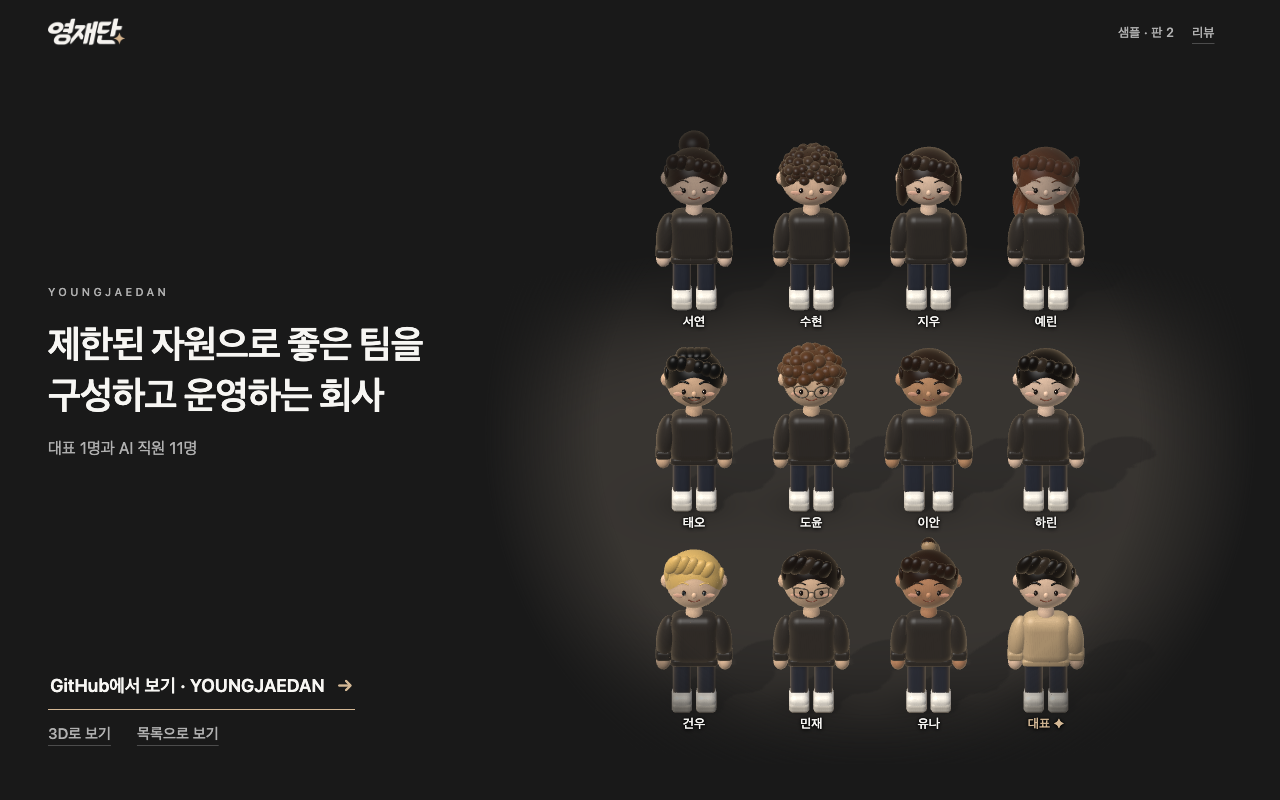 영재단
샘플 · 판 2
리뷰
YOUNGJAEDAN
제한된 자원으로 좋은 팀을
구성하고 운영하는 회사
대표 1명과 AI 직원 11명
서연
수현
지우
예린
태오
도윤
이안
하린
건우
민재
유나
대표 ✦
GitHub에서 보기 · YOUNGJAEDAN →
3D로 보기
목록으로 보기